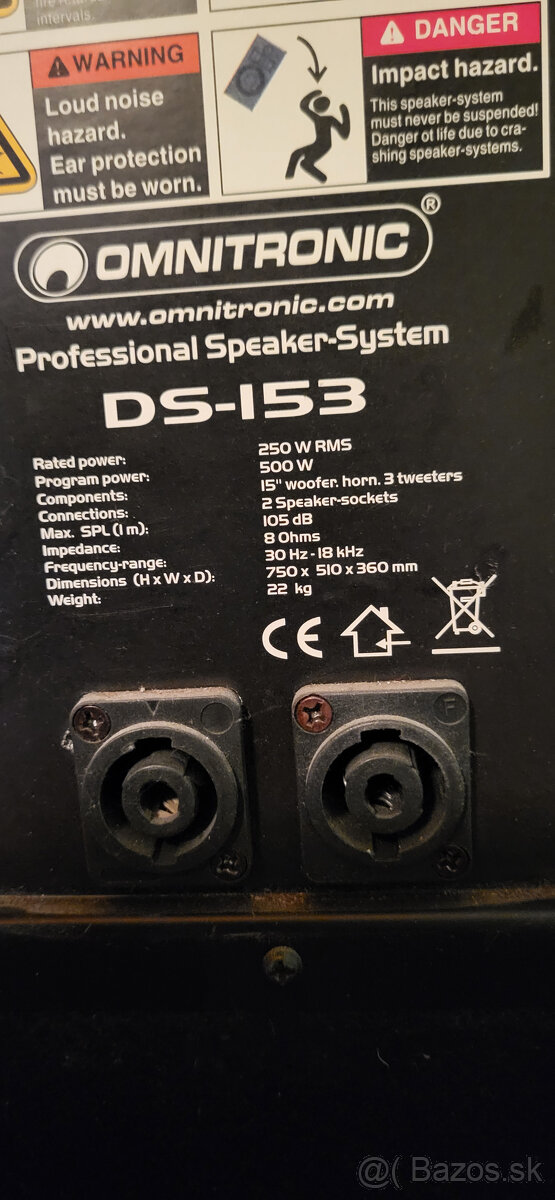 intervals.
WARNING
Loud noise
hazard.
Ear protection
must be worn.
DANGER
Impact hazard.
This speaker-system
must never be suspended!
Danger ot life due to cra-
shing speaker-systems.
OMNITRONIC®
www.omnitronic.com
Professional Speaker-System
DS-153
Rated power: 250 W RMS
Program power: 500 W
Components: 15" woofer. horn. 3 tweeters
Connections: 2 Speaker-sockets
Max. SPL (1 m): 105 dB
Impedance: 8 Ohms
Frequency-range: 30 Hz - 18 kHz
Dimensions (H x W x D): 750 x 510 x 360 mm
Weight: 22 kg
CE
F
@( Bazos.sk